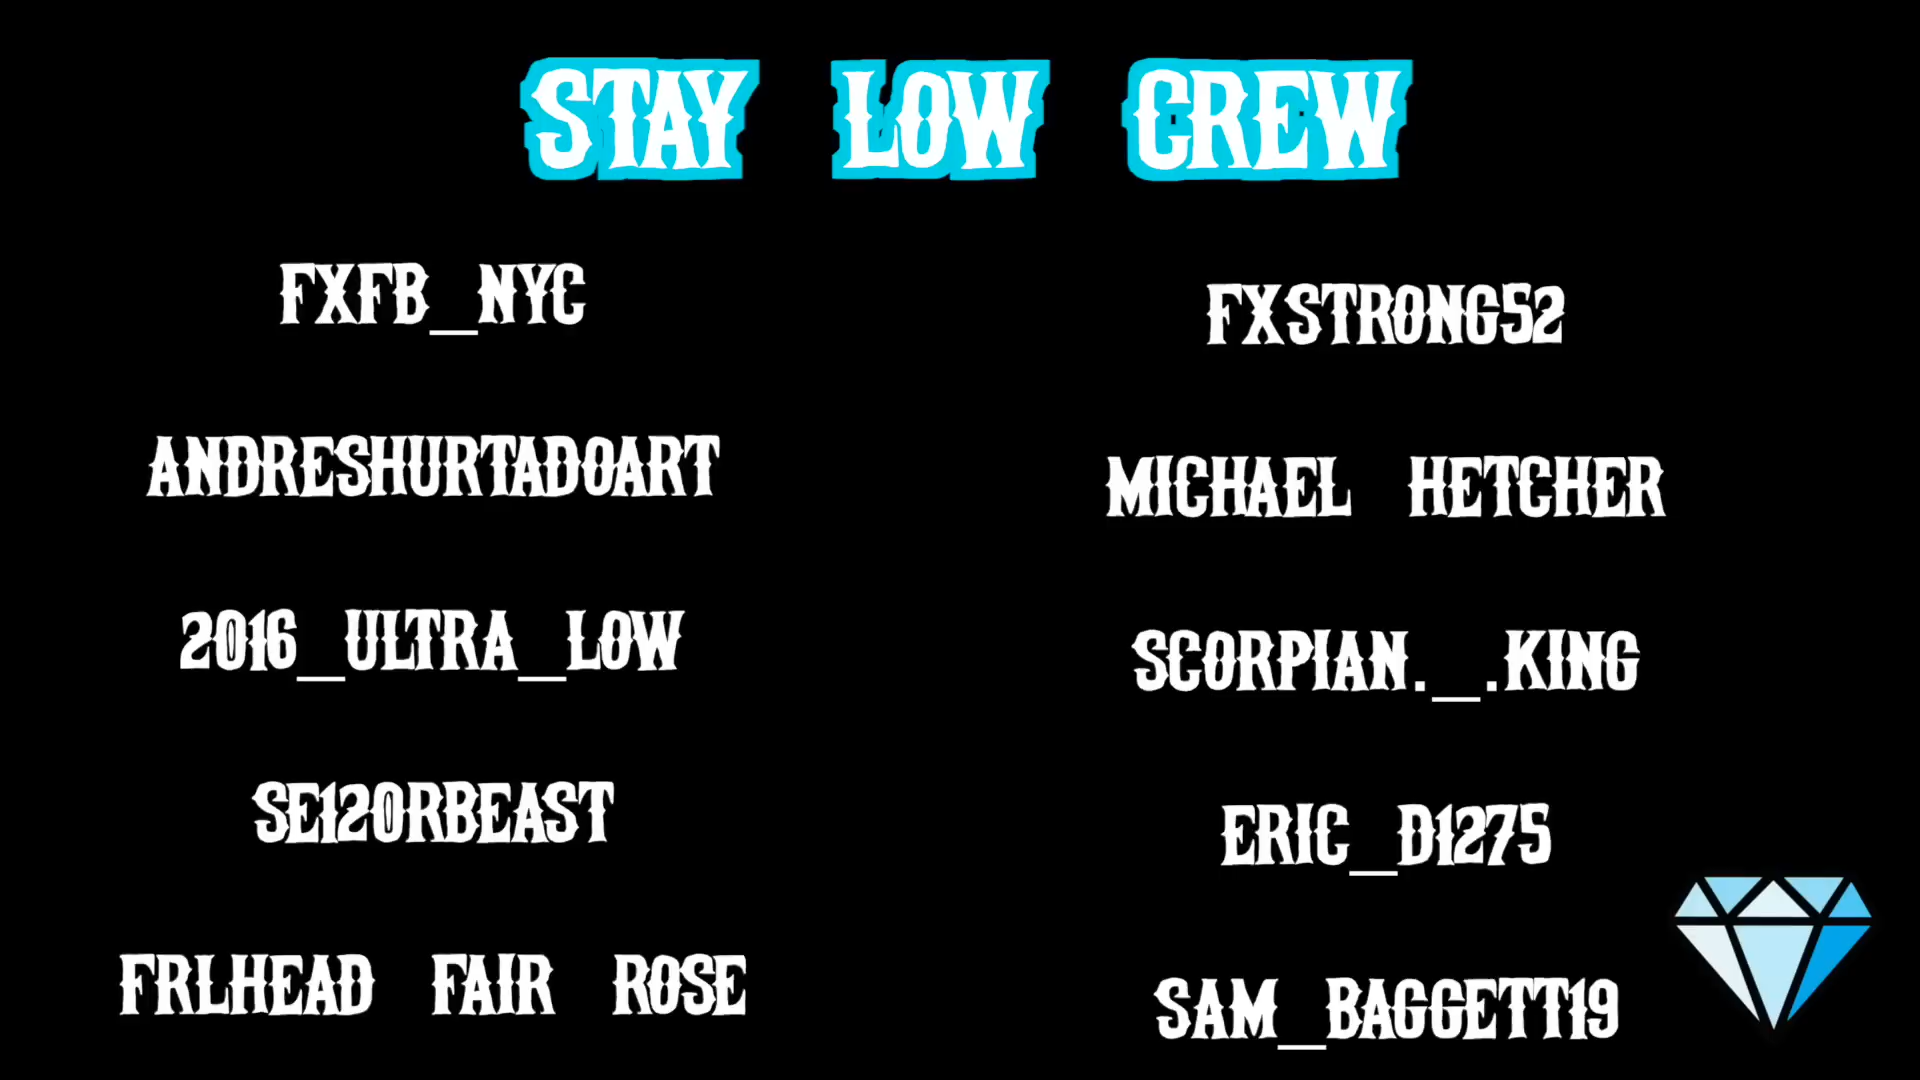 STAY LOW CREW
FXFB_NYC
ANDRESHURTADOART
2016_ULTRA_LOW
SE120RBEAST
FRLHEAD FAIR ROSE
FXSTRONG52
MICHAEL HETCHER
SCORPIAN._.KING
ERIC_D1275
SAM_BAGGETT19